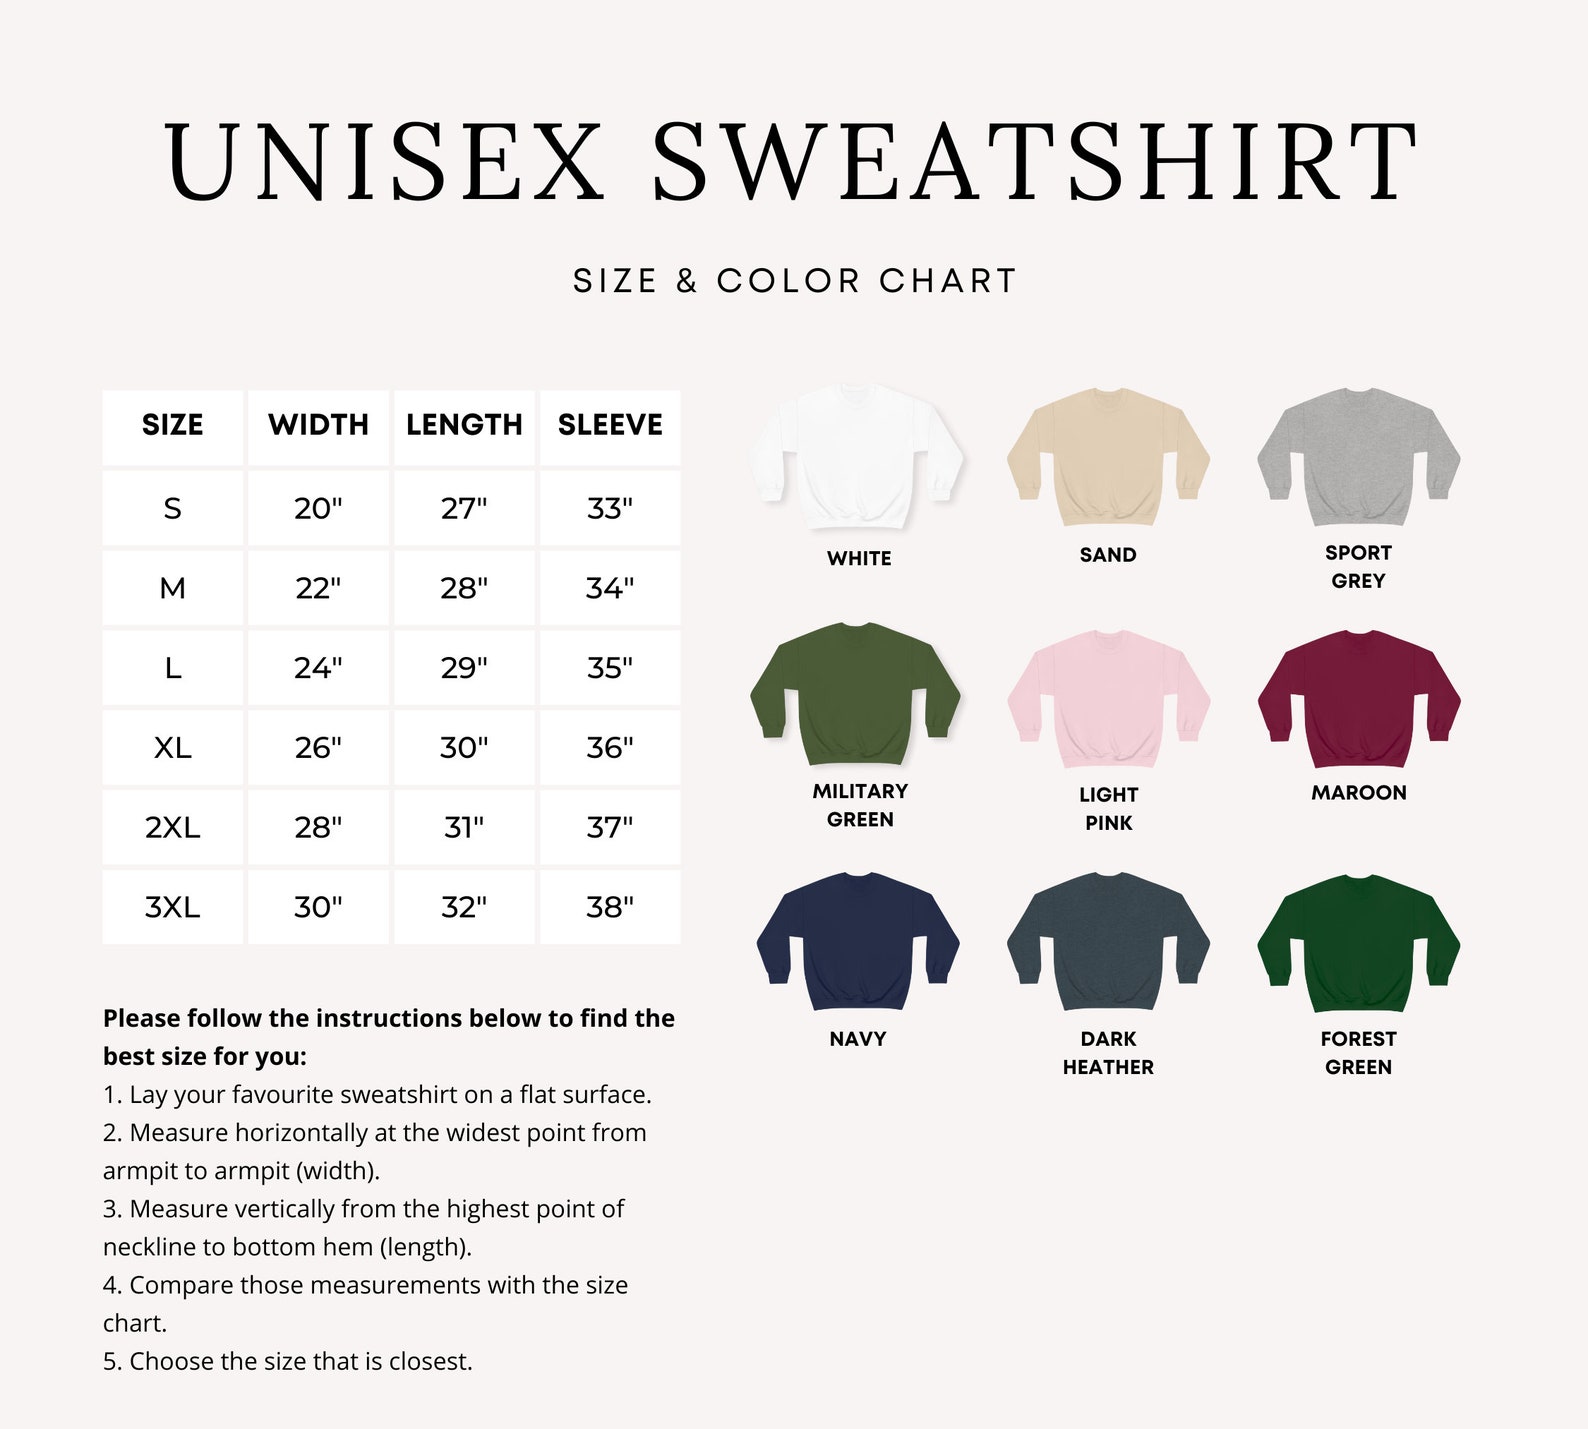 UNISEX SWEATSHIRT
SIZE & COLOR CHART
SIZE WIDTH LENGTH SLEEVE
S 20" 27" 33"
M 22" 28" 34"
L 24" 29" 35"
XL 26" 30" 36"
2XL 28" 31" 37"
3XL 30" 32" 38"
Please follow the instructions below to find the
best size for you:
1. Lay your favourite sweatshirt on a flat surface.
2. Measure horizontally at the widest point from
armpit to armpit (width).
3. Measure vertically from the highest point of
neckline to bottom hem (length).
4. Compare those measurements with the size
chart.
5. Choose the size that is closest.
WHITE
SAND
SPORT
GREY
MILITARY
GREEN
LIGHT
PINK
MAROON
NAVY
DARK
HEATHER
FOREST
GREEN